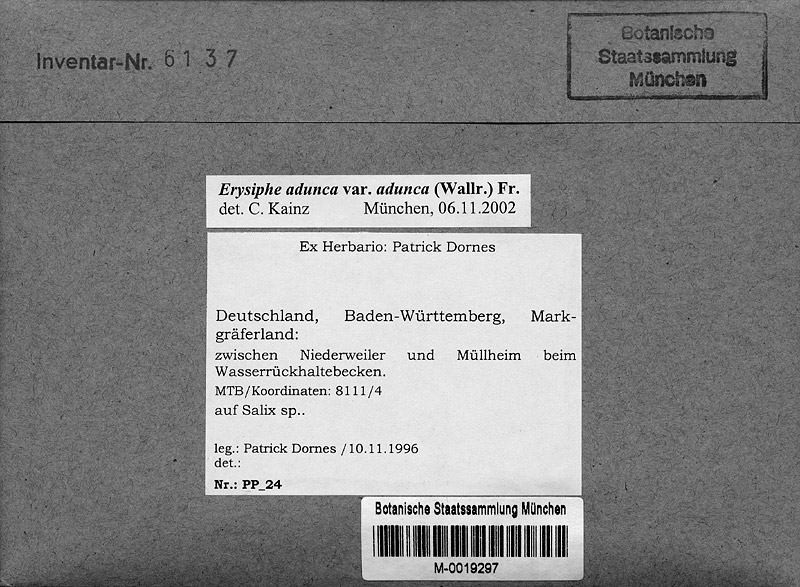 Inventar-Nr. 6137
Botanische
Staatssammlung
München
Erysiphe adunca var. adunca (Wallr.) Fr.
det. C. Kainz München, 06.11.2002
Ex Herbario: Patrick Dornes
Deutschland, Baden-Württemberg, Mark-
gräferland:
zwischen Niederweiler und Müllheim beim
Wasserrückhaltebecken.
MTB/Koordinaten: 8111/4
auf Salix sp..
leg.: Patrick Dornes /10.11.1996
det.:
Nr.: PP_24
Botanische Staatssammlung München
M-0019297